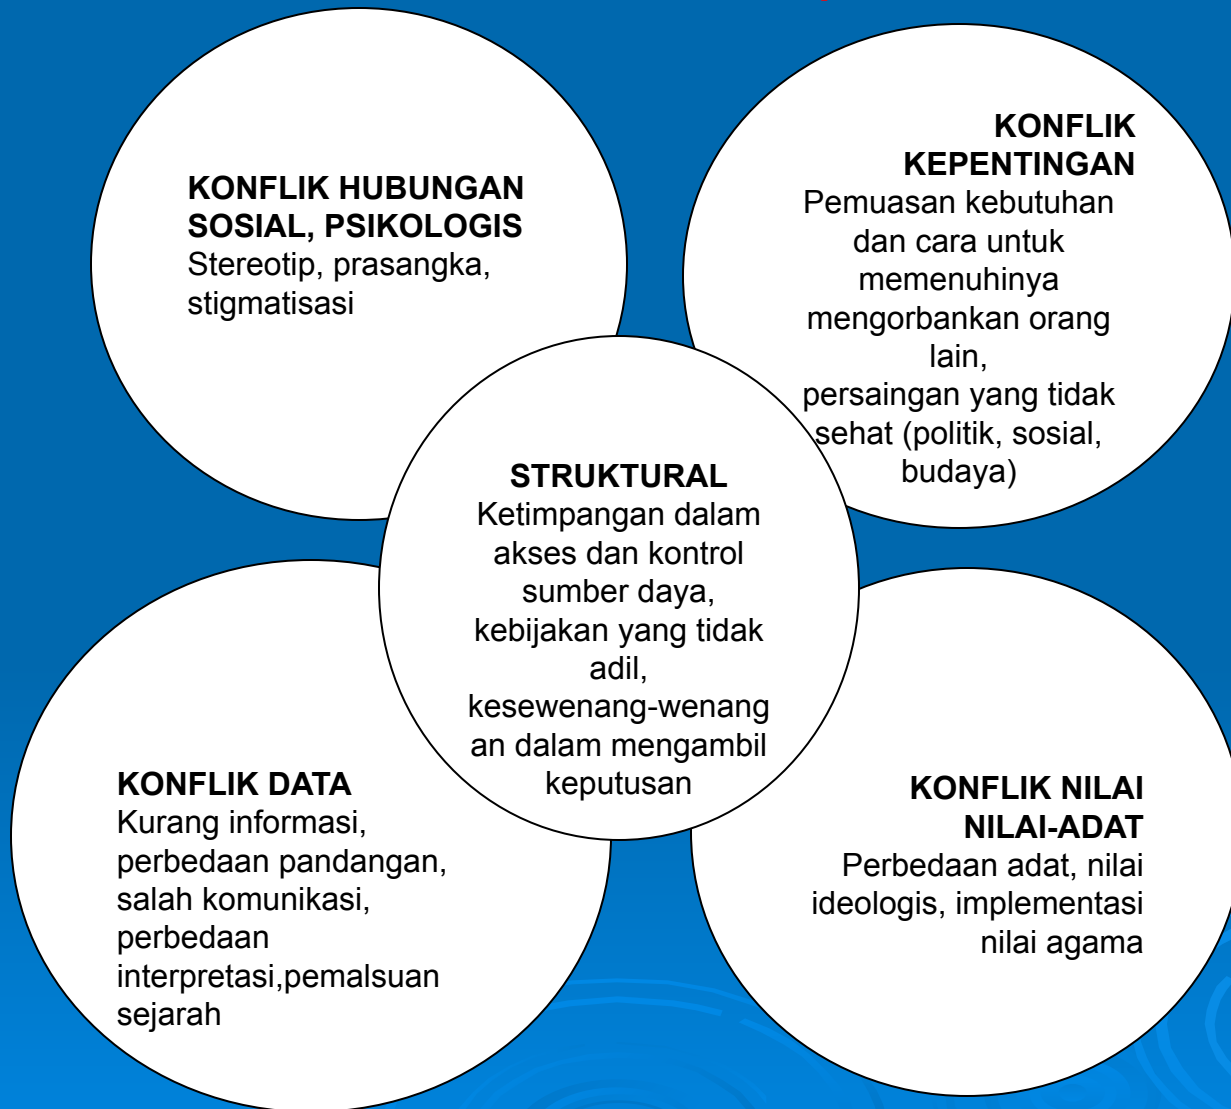 KONFLIK HUBUNGAN
SOSIAL, PSIKOLOGIS
Stereotip, prasangka,
stigmatisasi
KONFLIK
KEPENTINGAN
Pemuasan kebutuhan
dan cara untuk
memenuhinya
mengorbankan orang
lain,
persaingan yang tidak
sehat (politik, sosial,
budaya)
STRUKTURAL
Ketimpangan dalam
akses dan kontrol
sumber daya,
kebijakan yang tidak
adil,
kesewenang-wenang
an dalam mengambil
keputusan
KONFLIK DATA
Kurang informasi,
perbedaan pandangan,
salah komunikasi,
perbedaan
interpretasi,pemalsuan
sejarah
KONFLIK NILAI
NILAI-ADAT
Perbedaan adat, nilai
ideologis, implementasi
nilai agama